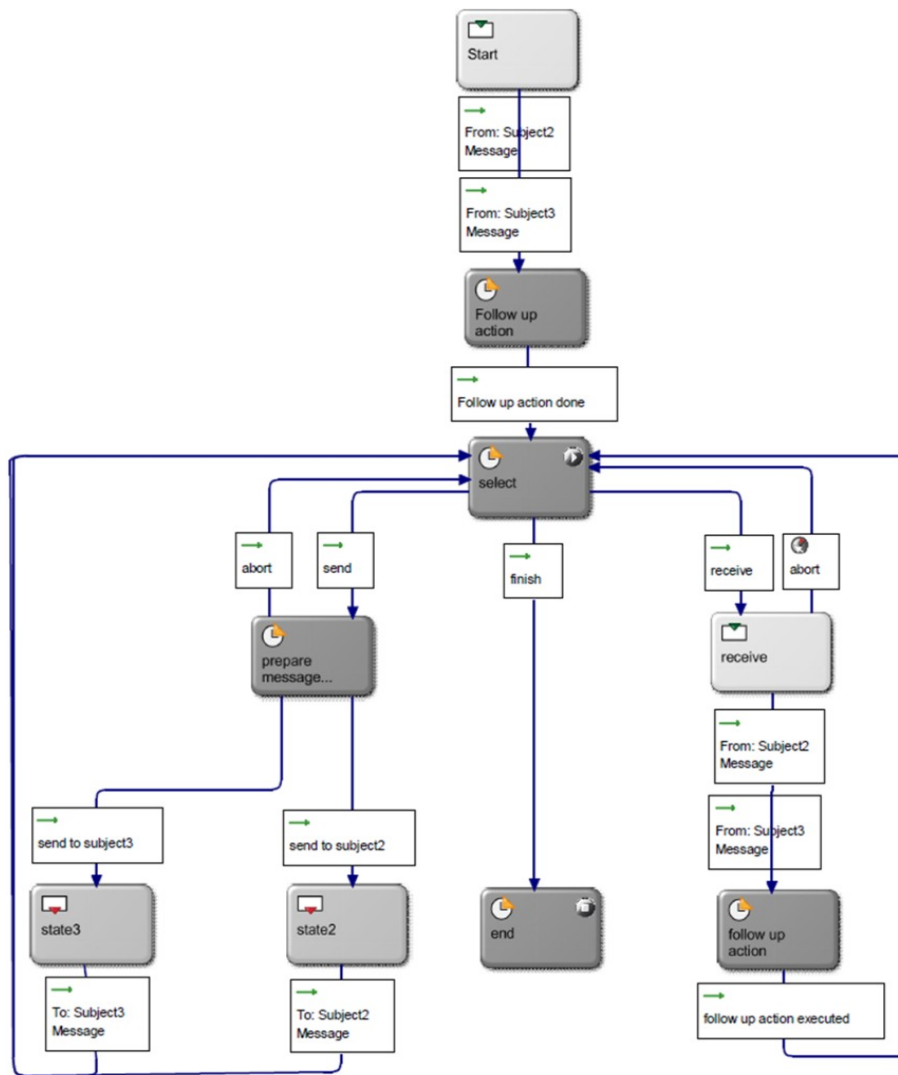 Start
From: Subject2
Message
From: Subject3
Message
Follow up
action
Follow up action done
select
abort
send
finish
receive
abort
prepare
message...
receive
From: Subject2
Message
send to subject3
send to subject2
From: Subject3
Message
state3
state2
end
follow up
action
To: Subject3
Message
To: Subject2
Message
follow up action executed